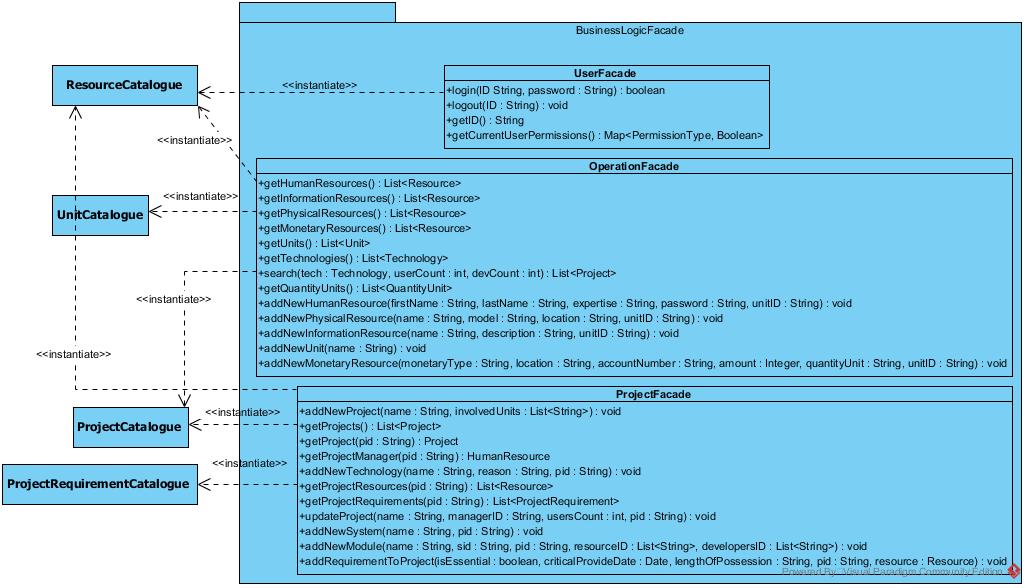 BusinessLogicFacade
ResourceCatalogue
<<instantiate>>
UserFacade
+login(ID String, password : String) : boolean
+logout(ID : String) : void
+getID() : String
+getCurrentUserPermissions() : Map<PermissionType, Boolean>
<<instantiate>>
OperationFacade
+getHumanResources() : List<Resource>
+getInformationResources() : List<Resource>
+getPhysicalResources() : List<Resource>
+getMonetaryResources() : List<Resource>
+getUnits() : List<Unit>
+getTechnologies() : List<Technology>
+search(tech : Technology, userCount : int, devCount : int) : List<Project>
+getQuantityUnits() : List<QuantityUnit>
+addNewHumanResource(firstName : String, lastName : String, expertise : String, password : String, unitID : String) : void
+addNewPhysicalResource(name : String, model : String, location : String, unitID : String) : void
+addNewInformationResource(name : String, description : String, unitID : String) : void
+addNewUnit(name : String) : void
+addNewMonetaryResource(monetaryType : String, location : String, accountNumber : String, amount : Integer, quantityUnit : String, unitID : String) : void
<<instantiate>>
UnitCatalogue
<<instantiate>>
<<instantiate>>
ProjectFacade
+addNewProject(name : String, involvedUnits : List<String>) : void
+getProjects() : List<Project>
+getProject(pid : String) : Project
+getProjectManager(pid : String) : HumanResource
+addNewTechnology(name : String, reason : String, pid : String) : void
+getProjectResources(pid : String) : List<Resource>
+getProjectRequirements(pid : String) : List<ProjectRequirement>
+updateProject(name : String, managerID : String, usersCount : int, pid : String) : void
+addNewSystem(name : String, pid : String) : void
+addNewModule(name : String, sid : String, pid : String, resourceID : List<String>, developersID : List<String>) : void
+addRequirementToProject(isEssential : boolean, criticalProvideDate : Date, lengthOfPossession : String, pid : String, resource : Resource) : void
<<instantiate>>
ProjectCatalogue
<<instantiate>>
ProjectRequirementCatalogue
Powered By Visual Paradigm Community Edition